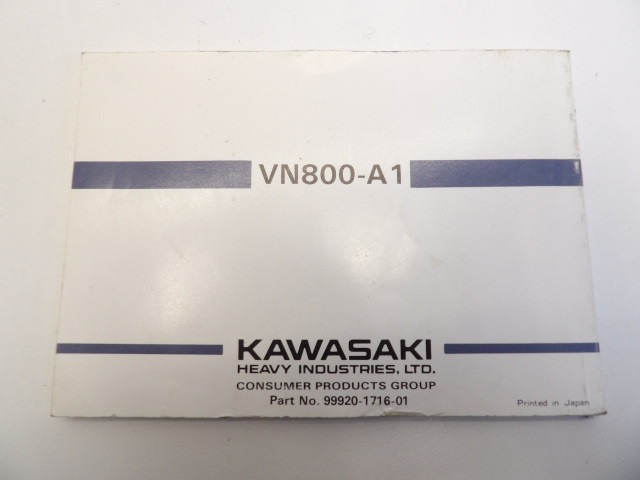 VN800-A1
KAWASAKI
HEAVY INDUSTRIES, LTD.
CONSUMER PRODUCTS GROUP
Part No. 99920-1716-01
Printed in Japan